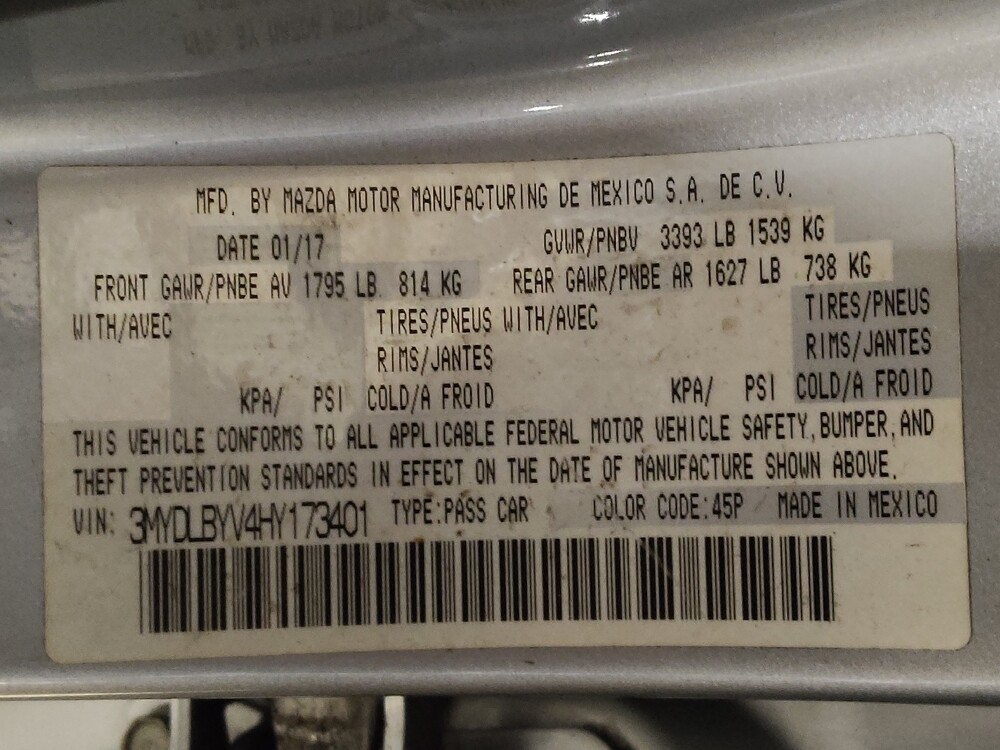 MFD. BY MAZDA MOTOR MANUFACTURING DE MEXICO S.A. DE C.V.
DATE 01/17 GVWR/PNBV 3393 LB 1539 KG
FRONT GAWR/PNBE AV 1795 LB 814 KG REAR GAWR/PNBE AR 1627 LB 738 KG
WITH/AVEC TIRES/PNEUS WITH/AVEC TIRES/PNEUS
RIMS/JANTES RIMS/JANTES
KPA/ PSI COLD/A FROID KPA/ PSI COLD/A FROID
THIS VEHICLE CONFORMS TO ALL APPLICABLE FEDERAL MOTOR VEHICLE SAFETY, BUMPER, AND
THEFT PREVENTION STANDARDS IN EFFECT ON THE DATE OF MANUFACTURE SHOWN ABOVE.
VIN: 3MYDLBYV4HY173401 TYPE:PASS CAR COLOR CODE:45P MADE IN MEXICO